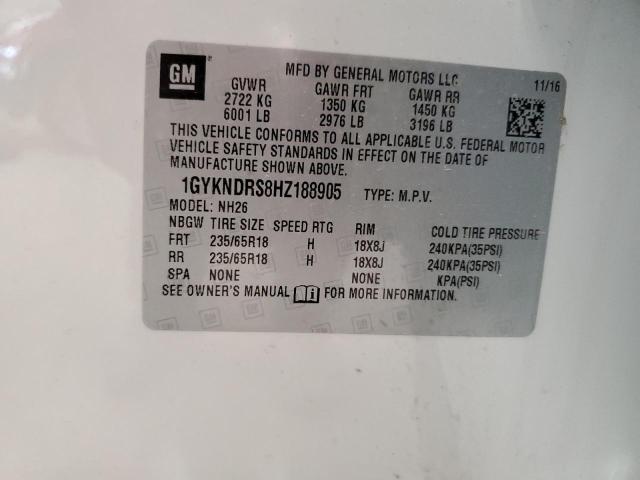 GM
MFD BY GENERAL MOTORS LLC 11/16
GVWR GAWR FRT GAWR RR
2722 KG 1350 KG 1450 KG
6001 LB 2976 LB 3196 LB
THIS VEHICLE CONFORMS TO ALL APPLICABLE U.S. FEDERAL MOTOR
VEHICLE SAFETY STANDARDS IN EFFECT ON THE DATE OF
MANUFACTURE SHOWN ABOVE.
1GYKNDRS8HZ188905 TYPE: M.P.V.
MODEL: NH26
NBGW TIRE SIZE SPEED RTG RIM COLD TIRE PRESSURE
FRT 235/65R18 H 18X8J 240KPA(35PSI)
RR 235/65R18 H 18X8J 240KPA(35PSI)
SPA NONE NONE KPA(PSI)
SEE OWNER'S MANUAL FOR MORE INFORMATION.